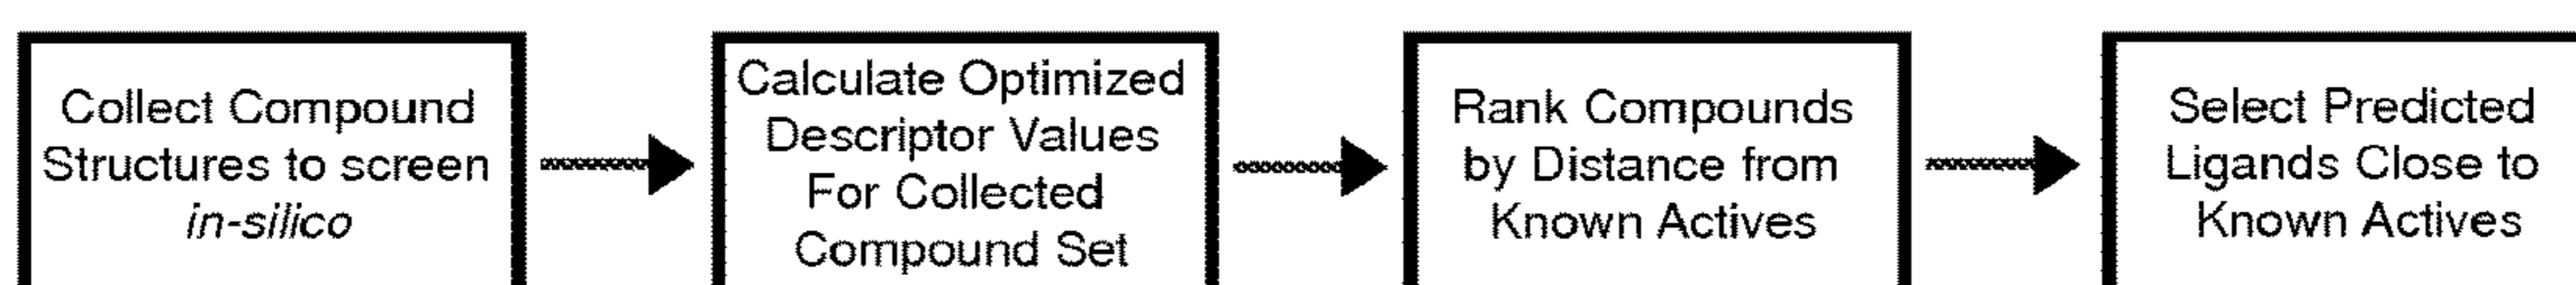 Collect Compound
Structures to screen
in-silico
Calculate Optimized
Descriptor Values
For Collected
Compound Set
Rank Compounds
by Distance from
Known Actives
Select Predicted
Ligands Close to
Known Actives